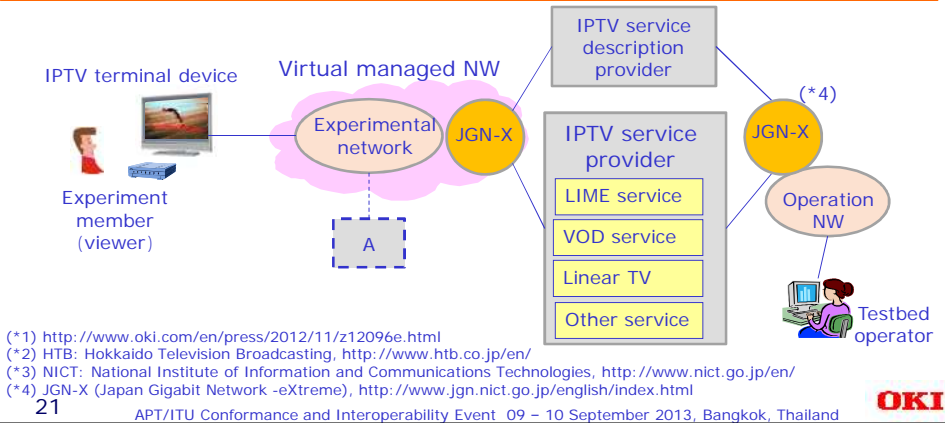 IPTV terminal device
Experiment
member
(viewer)
Virtual managed NW
Experimental
network
JGN-X
A
IPTV service
description
provider
IPTV service
provider
LIME service
VOD service
Linear TV
Other service
(*4)
JGN-X
Operation
NW
Testbed
operator
(*1) http://www.oki.com/en/press/2012/11/z12096e.html
(*2) HTB: Hokkaido Television Broadcasting, http://www.htb.co.jp/en/
(*3) NICT: National Institute of Information and Communications Technologies, http://www.nict.go.jp/en/
(*4) JGN-X (Japan Gigabit Network -eXtreme), http://www.jgn.nict.go.jp/english/index.html
21
APT/ITU Conformance and Interoperability Event 09 – 10 September 2013, Bangkok, Thailand
OKI